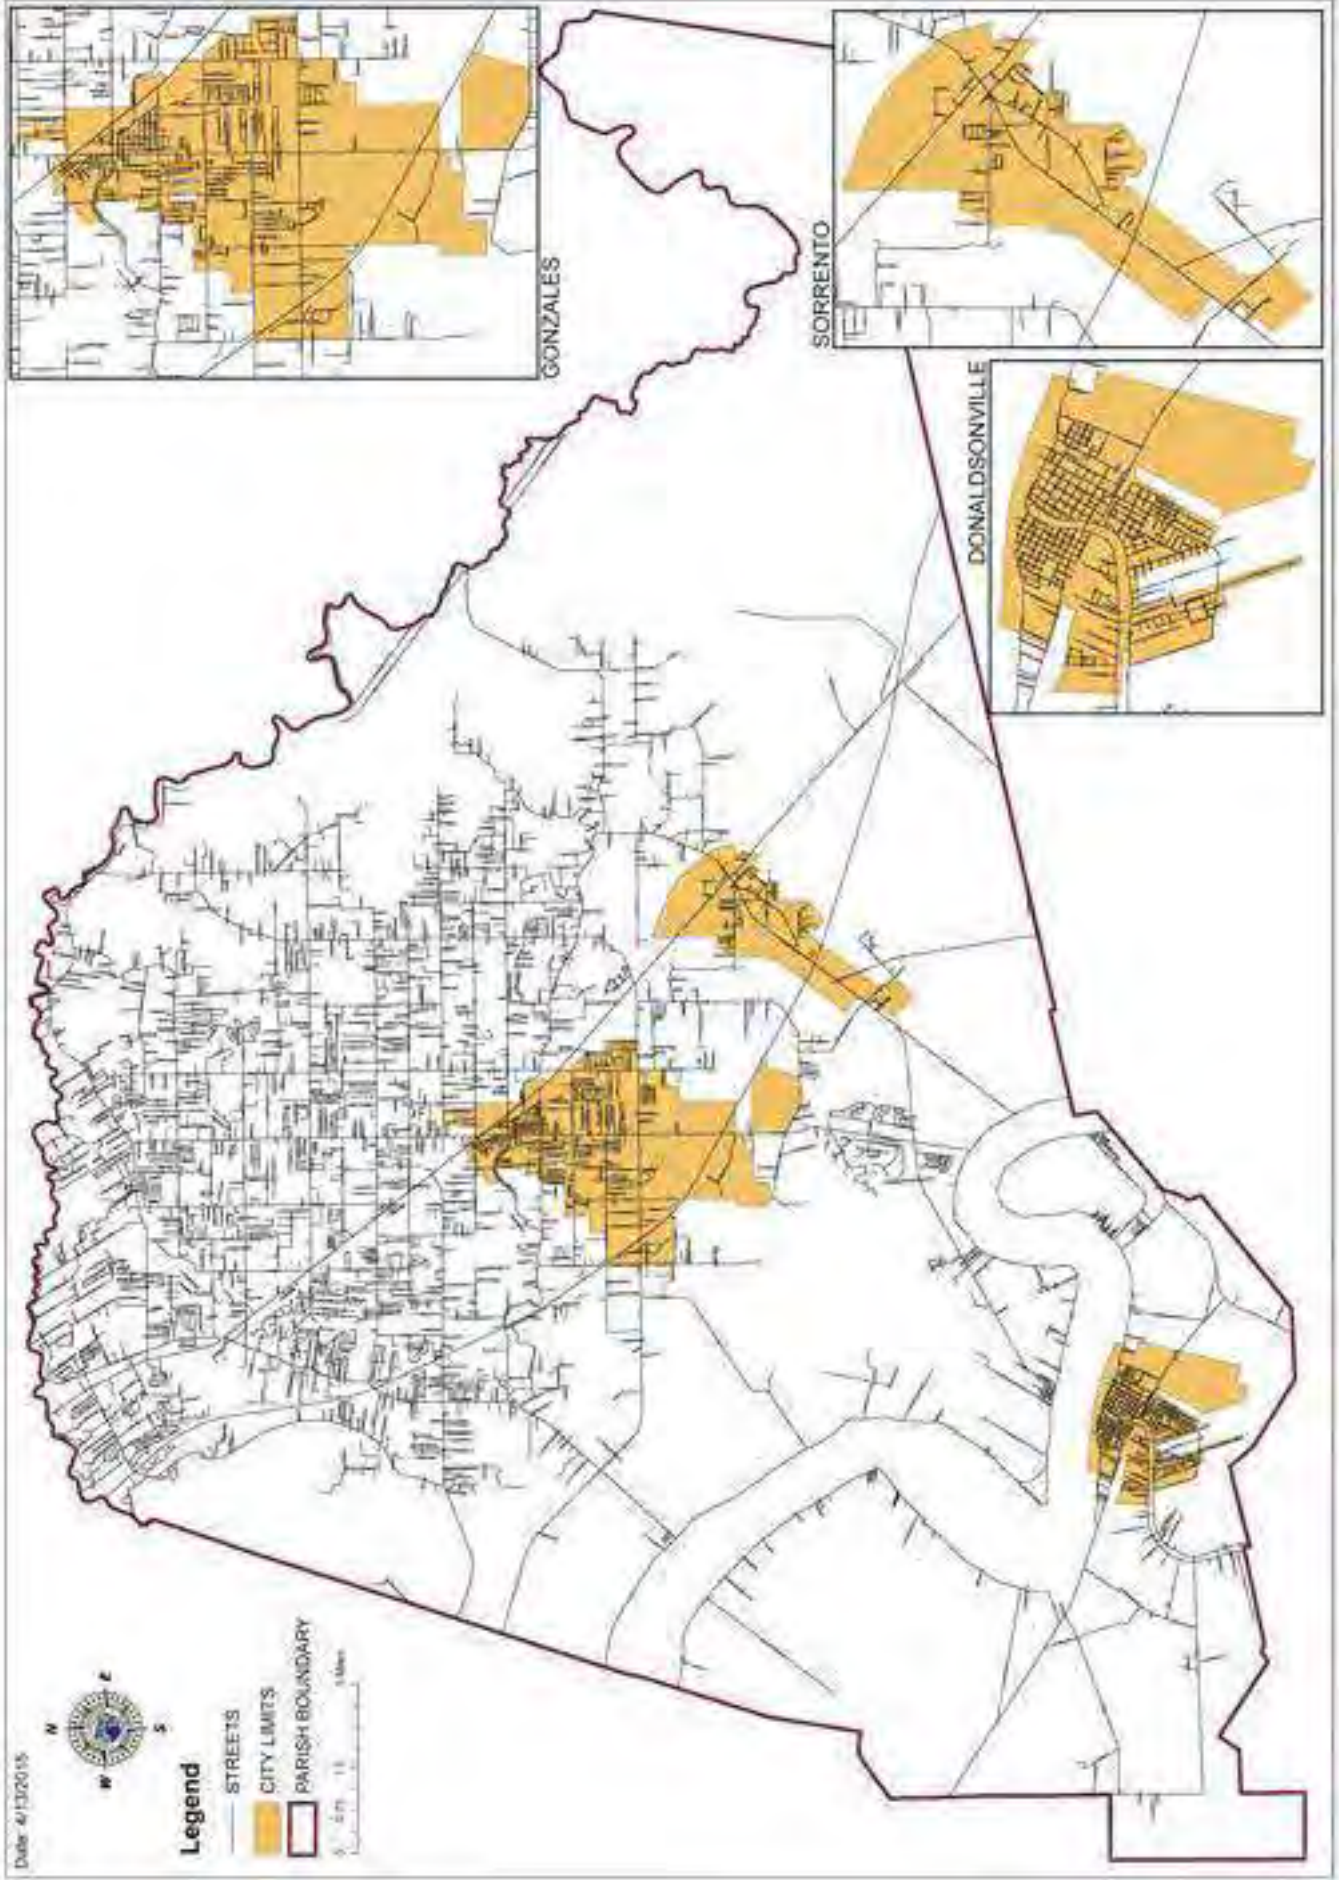 Date: 4/13/2015
N
W
E
S
Legend
STREETS
CITY LIMITS
PARISH BOUNDARY
GONZALES
SORRENTO
DONALDSONVILLE